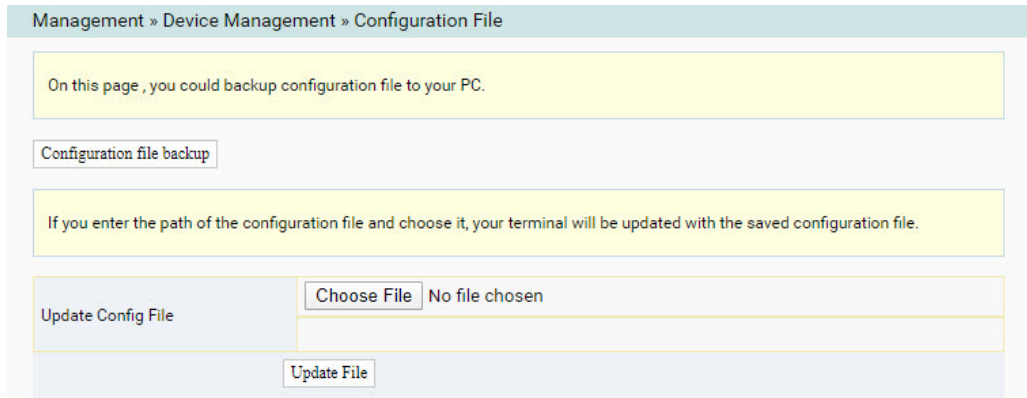 Management » Device Management » Configuration File
On this page , you could backup configuration file to your PC.
Configuration file backup
If you enter the path of the configuration file and choose it, your terminal will be updated with the saved configuration file.
Update Config File
Choose File No file chosen
Update File